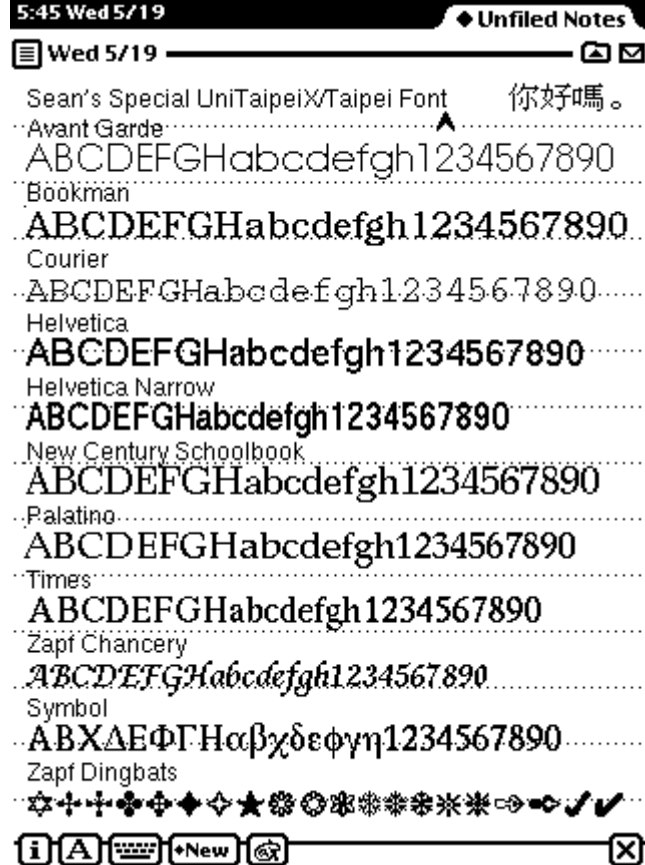 5:45 Wed 5/19
◆Unfiled Notes
Wed 5/19
Sean's Special UniTaipeiX/Taipei Font 你好嗎。
Avant Garde
ABCDEFGHabcdefgh1234567890
Bookman
ABCDEFGHabcdefgh1234567890
Courier
ABCDEFGHabcdefgh1234567890
Helvetica
ABCDEFGHabcdefgh1234567890
Helvetica Narrow
ABCDEFGHabcdefgh1234567890
New Century Schoolbook
ABCDEFGHabcdefgh1234567890
Palatino
ABCDEFGHabcdefgh1234567890
Times
ABCDEFGHabcdefgh1234567890
Zapf Chancery
ABCDEFGHabcdefgh1234567890
Symbol
ΑΒΧΔΕΦΓΗαβχδεφγη1234567890
Zapf Dingbats
✡✢✣✤✥✦✧★❁❂❃❄❅❆✳✴➩➪✓✔
i A ◆New X